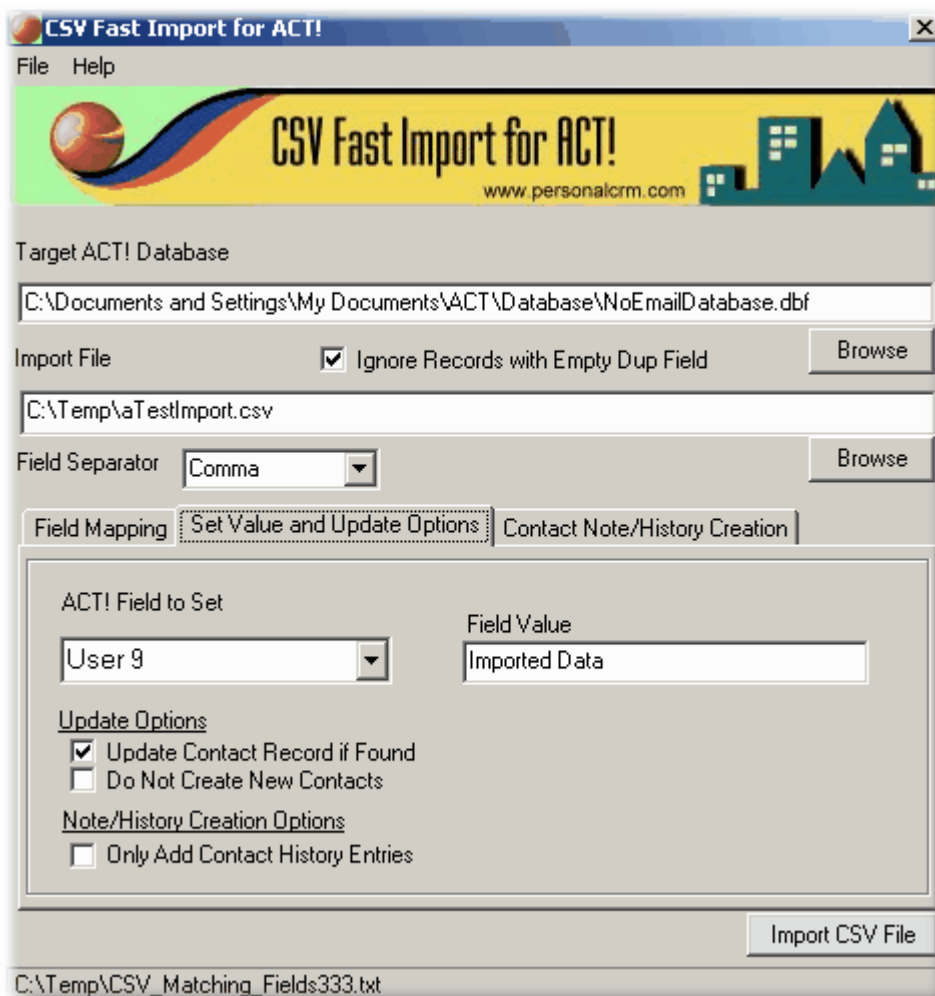 CSV Fast Import for ACT!
File Help
CSV Fast Import for ACT!
www.personalcrm.com
Target ACT! Database
C:\Documents and Settings\My Documents\ACT\Database\NoEmailDatabase.dbf
Import File Ignore Records with Empty Dup Field Browse
C:\Temp\aTestImport.csv
Field Separator Comma Browse
Field Mapping Set Value and Update Options Contact Note/History Creation
ACT! Field to Set
Field Value
User 9 Imported Data
Update Options
Update Contact Record if Found
Do Not Create New Contacts
Note/History Creation Options
Only Add Contact History Entries
Import CSV File
C:\Temp\CSV_Matching_Fields333.txt